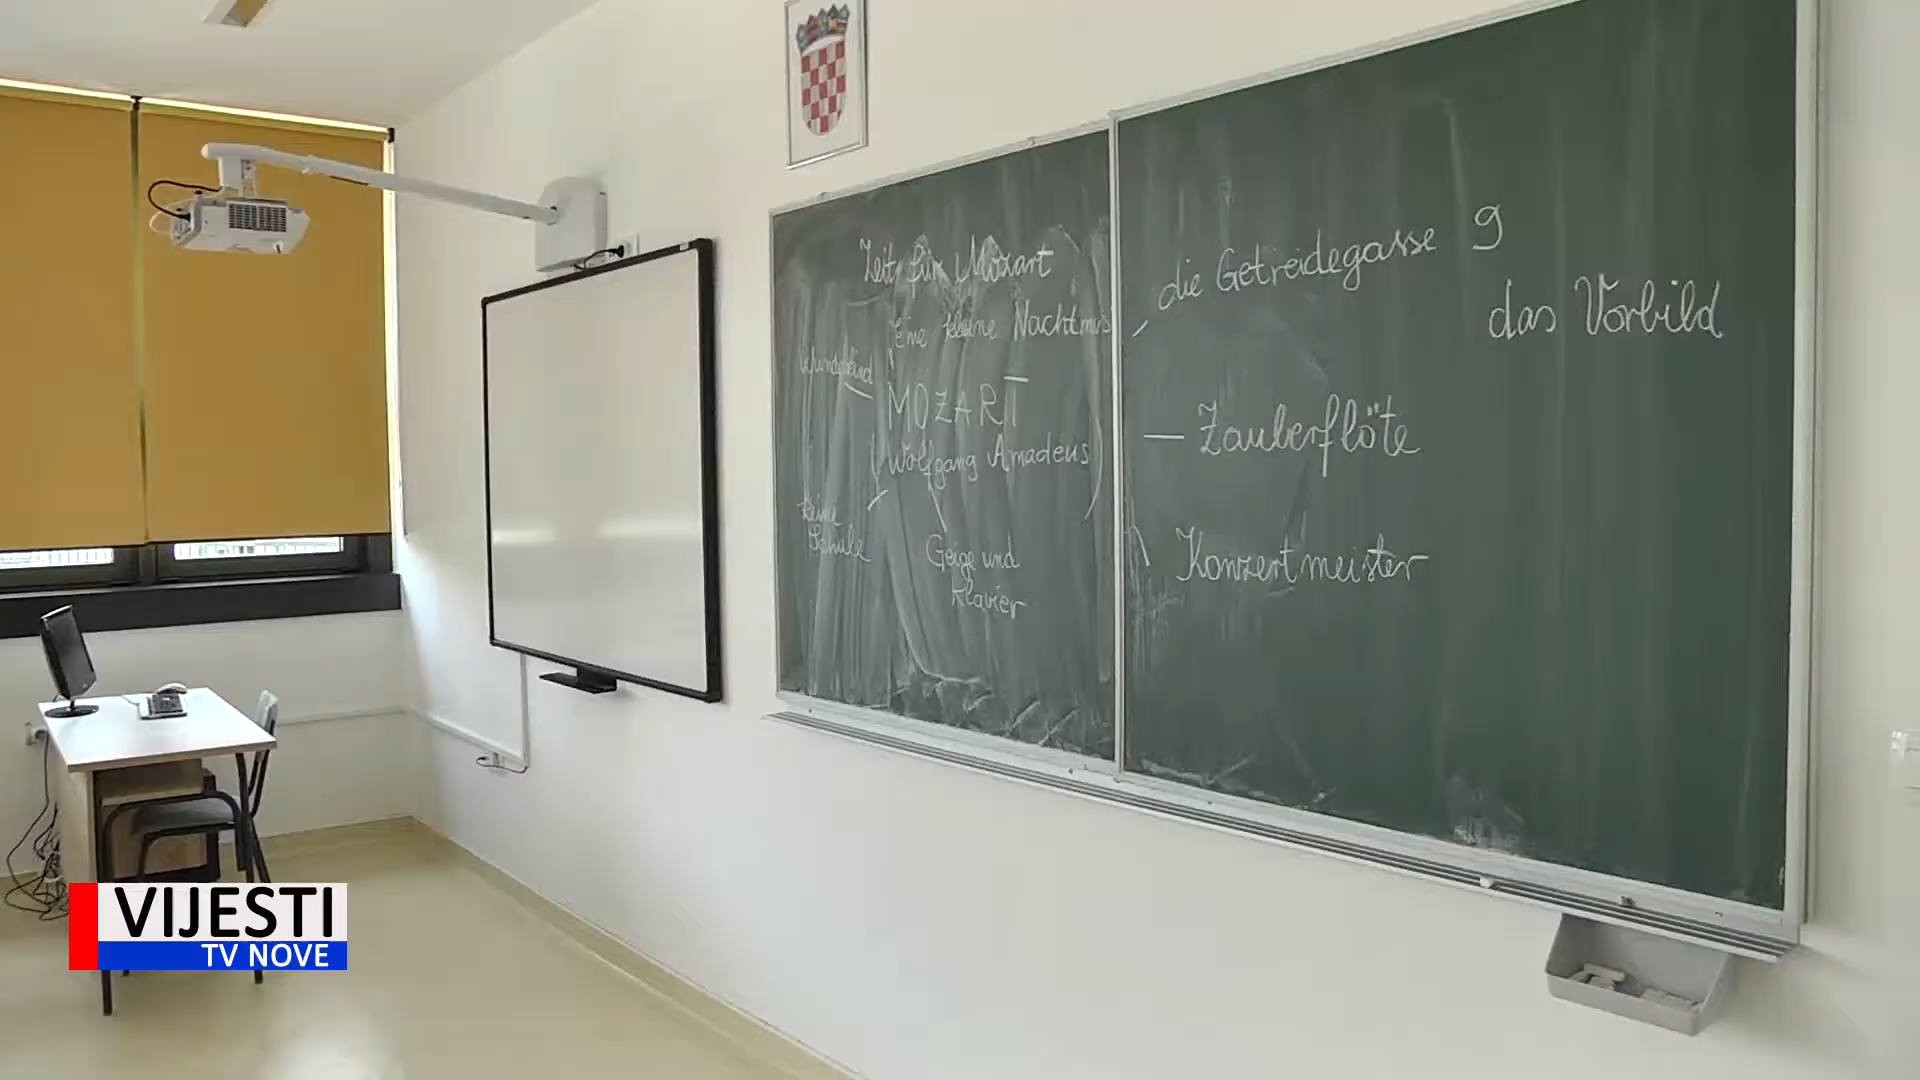 Zeit für Mozart
eine kleine Nachtmus
Wunderkind
MOZART
(Wolfgang Amadeus)
keine
Schule
Geige und
Klavier
die Getreidegasse 9
das Vorbild
Zauberflöte
Konzertmeister
VIJESTI
TV NOVE